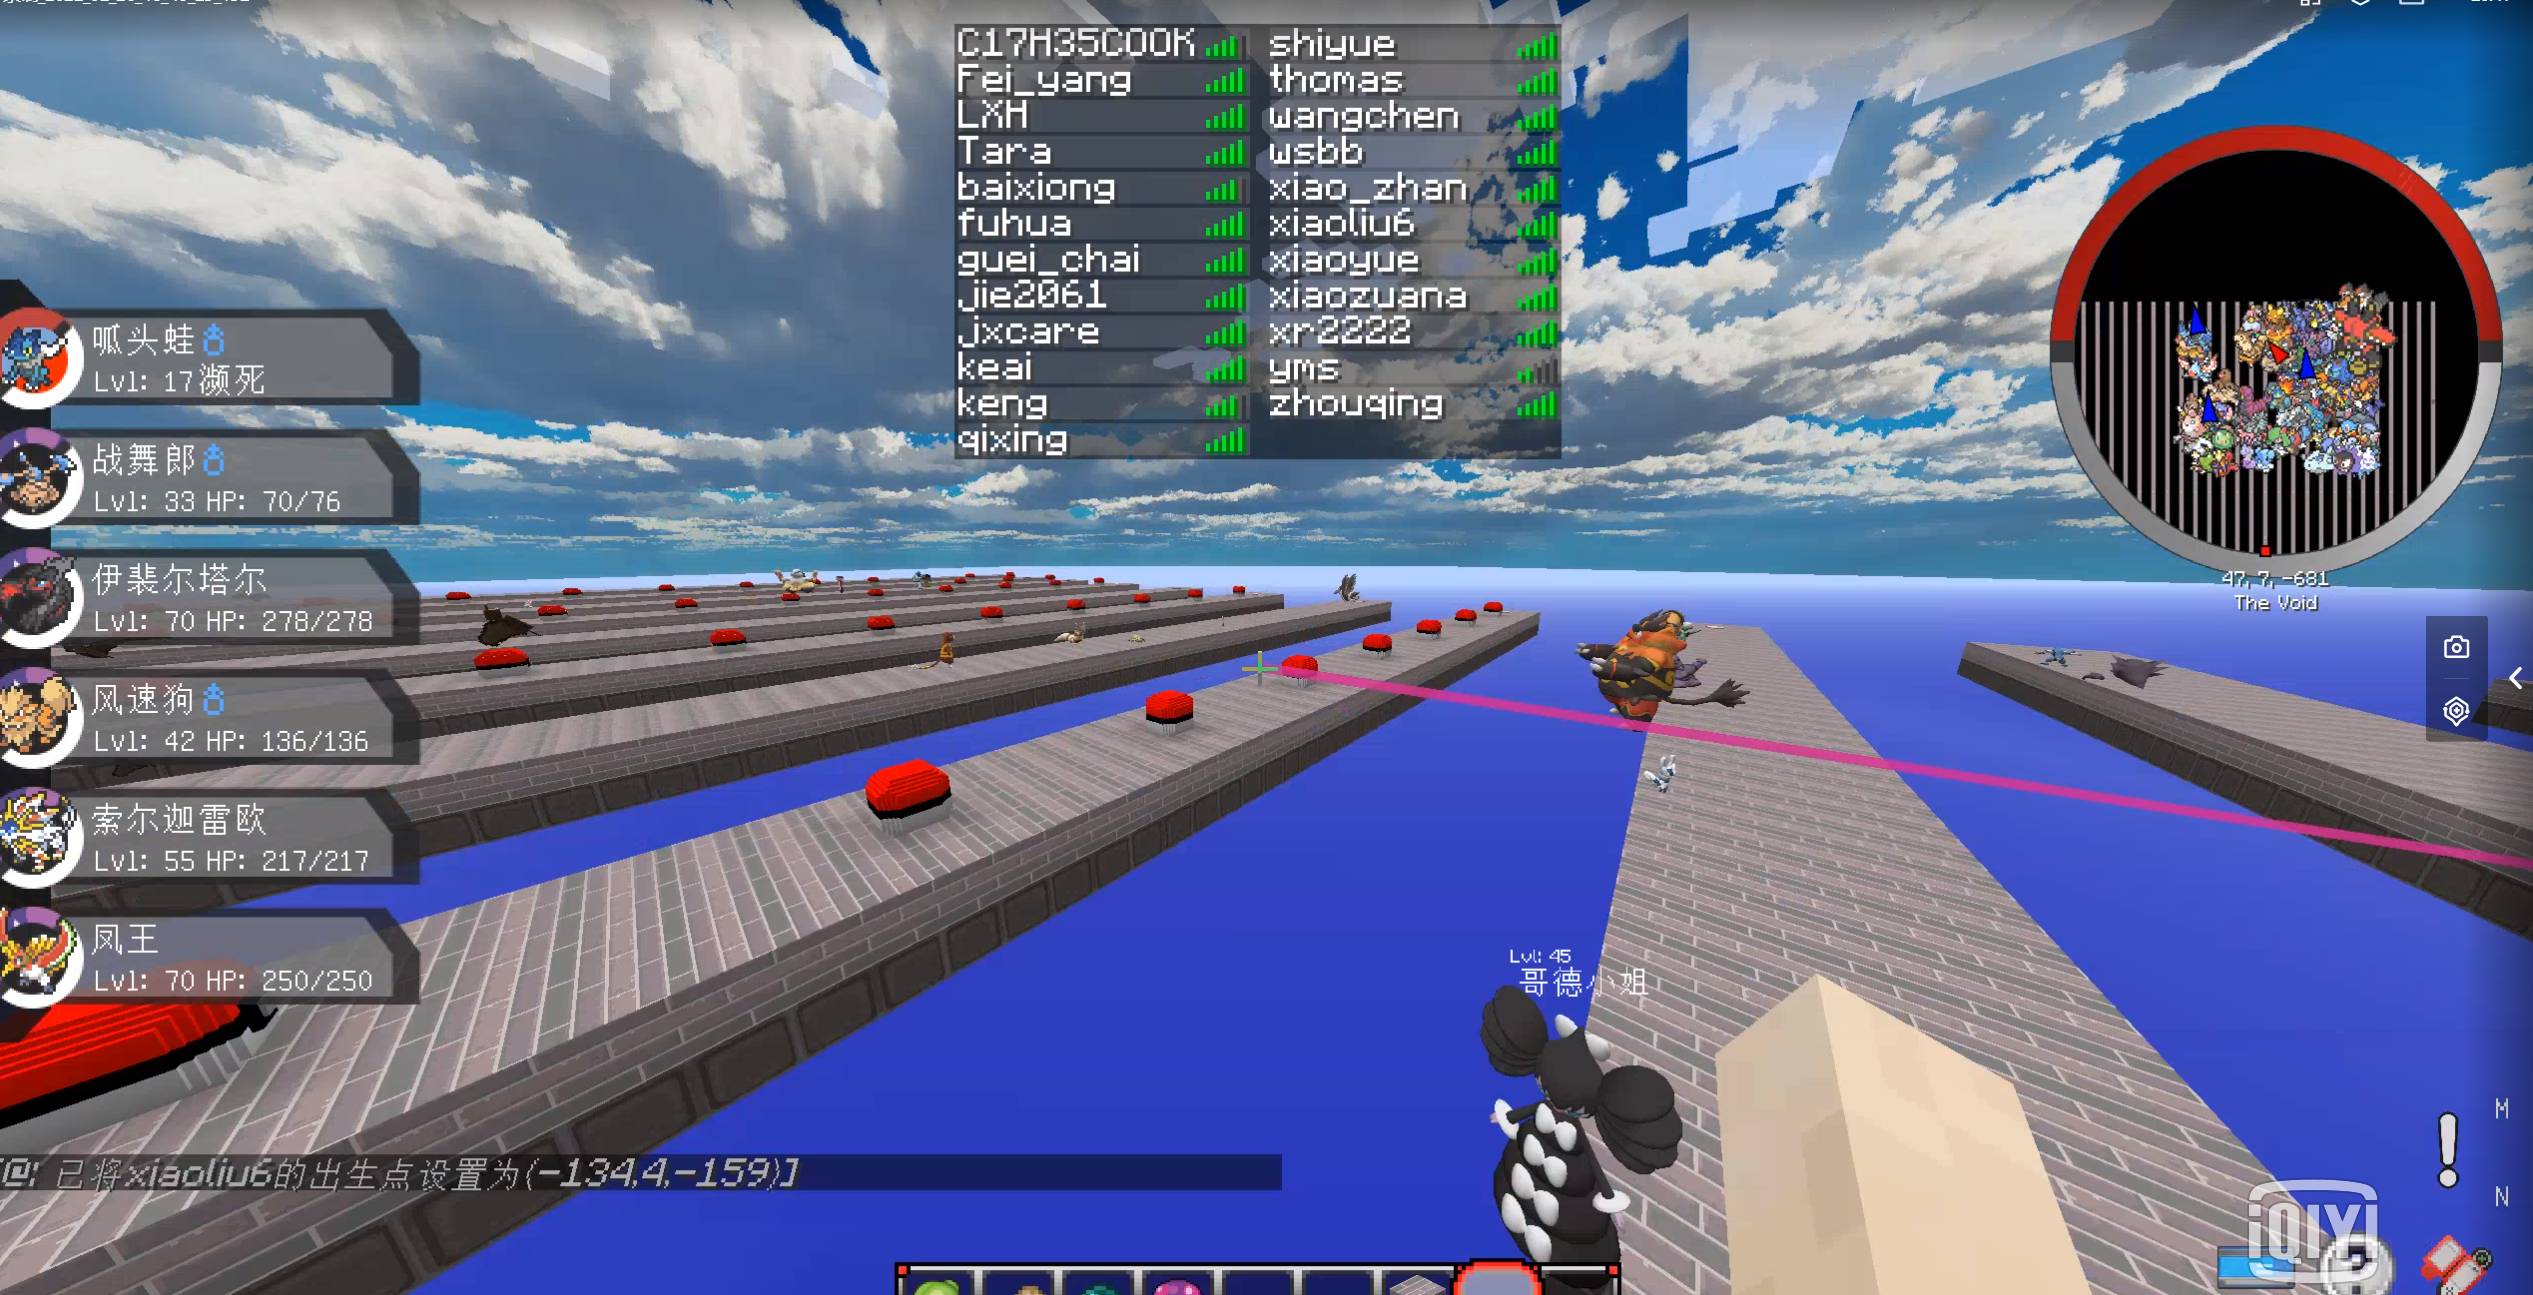 C17H35COOK shiyue
Fei_yang thomas
LXH wangchen
Tara wsbb
baixiong xiao_zhan
fuhua xiaoliu6
guei_chai xiaoyue
jie2061 xiaozuana
jxcare xr2222
keai yms
keng zhouqing
qixing
呱头蛙
Lvl: 17 濒死
战舞郎
Lvl: 33 HP: 70/76
伊裴尔塔尔
Lvl: 70 HP: 278/278
风速狗
Lvl: 42 HP: 136/136
索尔迦雷欧
Lvl: 55 HP: 217/217
凤王
Lvl: 70 HP: 250/250
47, 7, -681
The Void
Lvl: 45
哥德小姐
[@: 已将xiaoliu6的出生点设置为(-134,4,-159)]
M
N
iQIYI